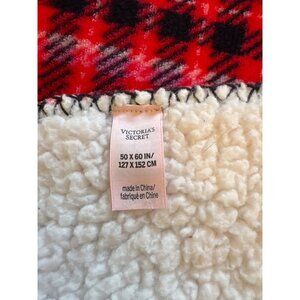 VICTORIA'S
SECRET
50 X 60 IN/
127 X 152 CM
made in China/
fabriqué en Chine